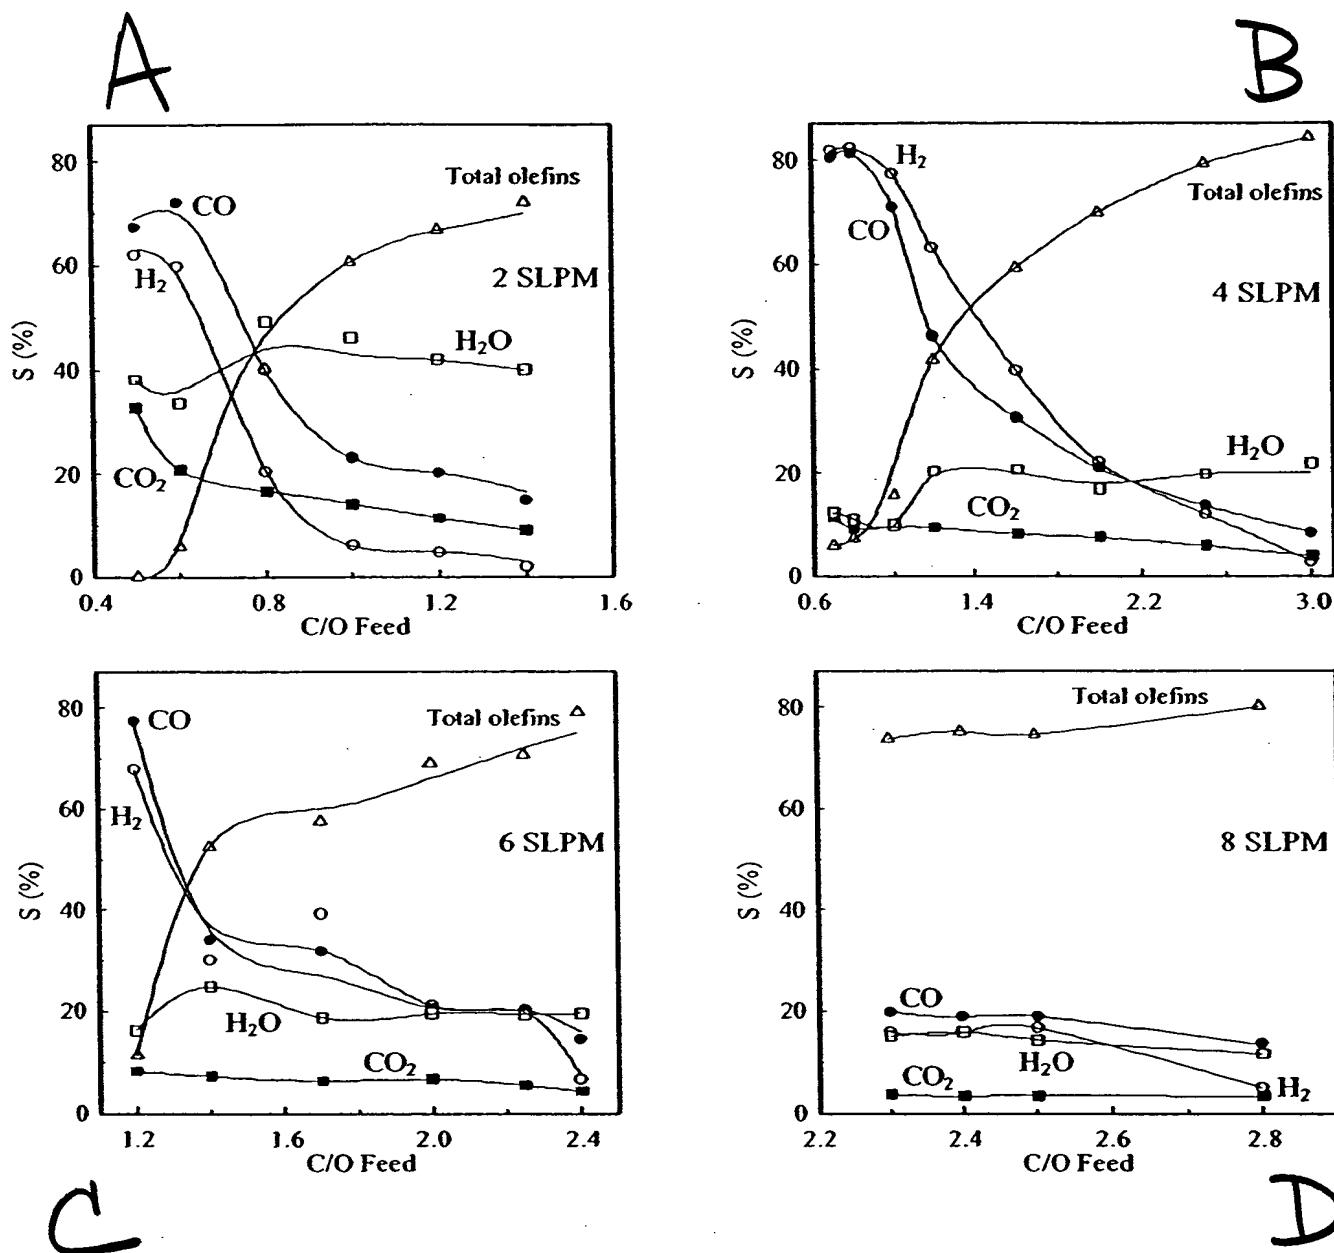 A
B
80
60
40
20
0
S (%)
CO
H₂
Total olefins
2 SLPM
H₂O
CO₂
0.4 0.8 1.2 1.6
C/O Feed
80
60
40
20
0
S (%)
H₂
CO
Total olefins
4 SLPM
H₂O
CO₂
0.6 1.4 2.2 3.0
C/O Feed
80
60
40
20
0
S (%)
CO
H₂
Total olefins
6 SLPM
H₂O
CO₂
1.2 1.6 2.0 2.4
C/O Feed
80
60
40
20
0
S (%)
Total olefins
8 SLPM
CO
H₂O
CO₂
H₂
2.2 2.4 2.6 2.8
C/O Feed
C
D